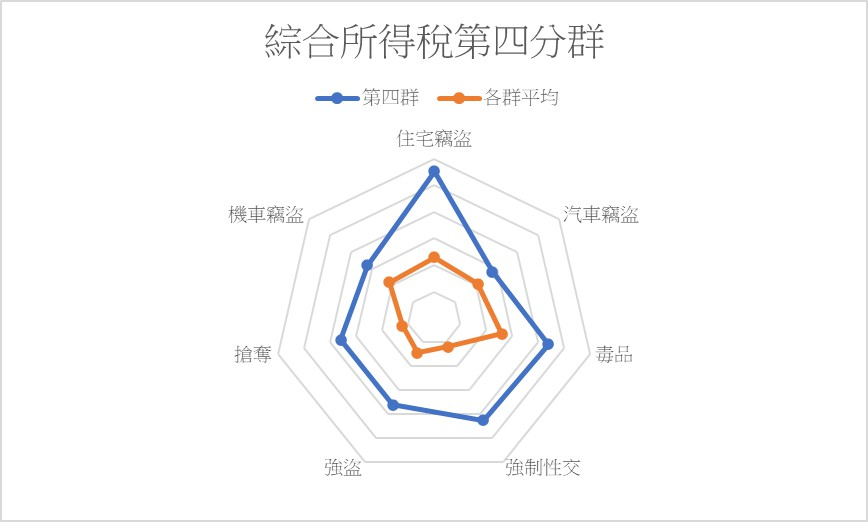 綜合所得稅第四分群
第四群 各群平均
住宅竊盜
機車竊盜 汽車竊盜
搶奪 毒品
強盜 強制性交